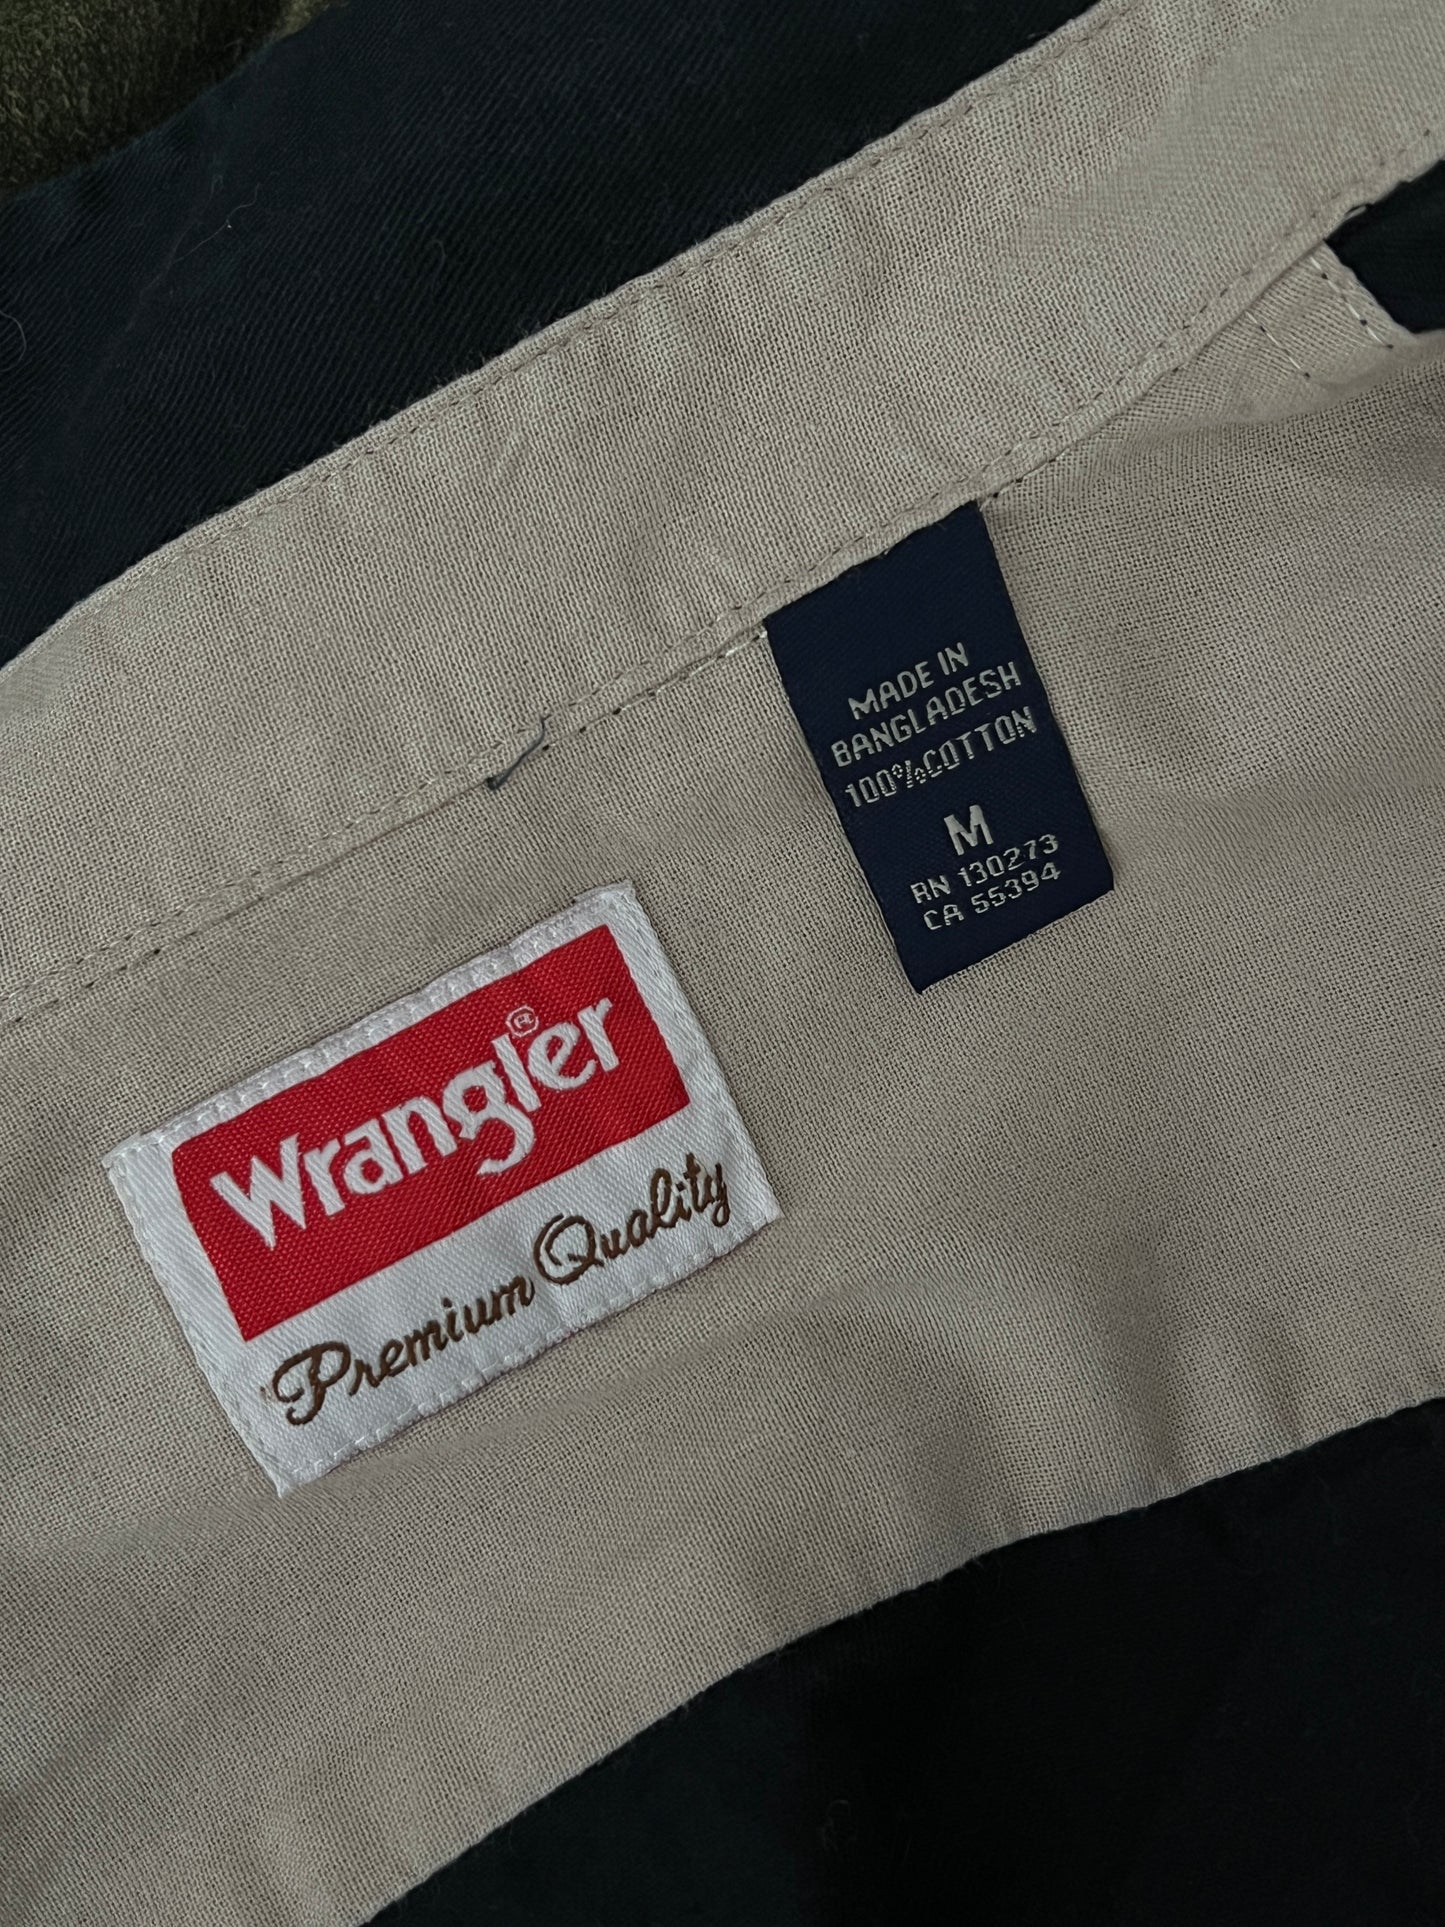 MADE IN
BANGLADESH
100%COTTON
M
RN 130273
CA 55394
Wrangler®
Premium Quality